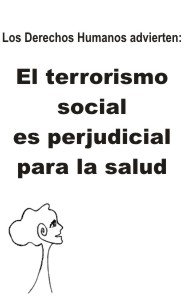 Los Derechos Humanos advierten:
El terrorismo
social
es perjudicial
para la salud